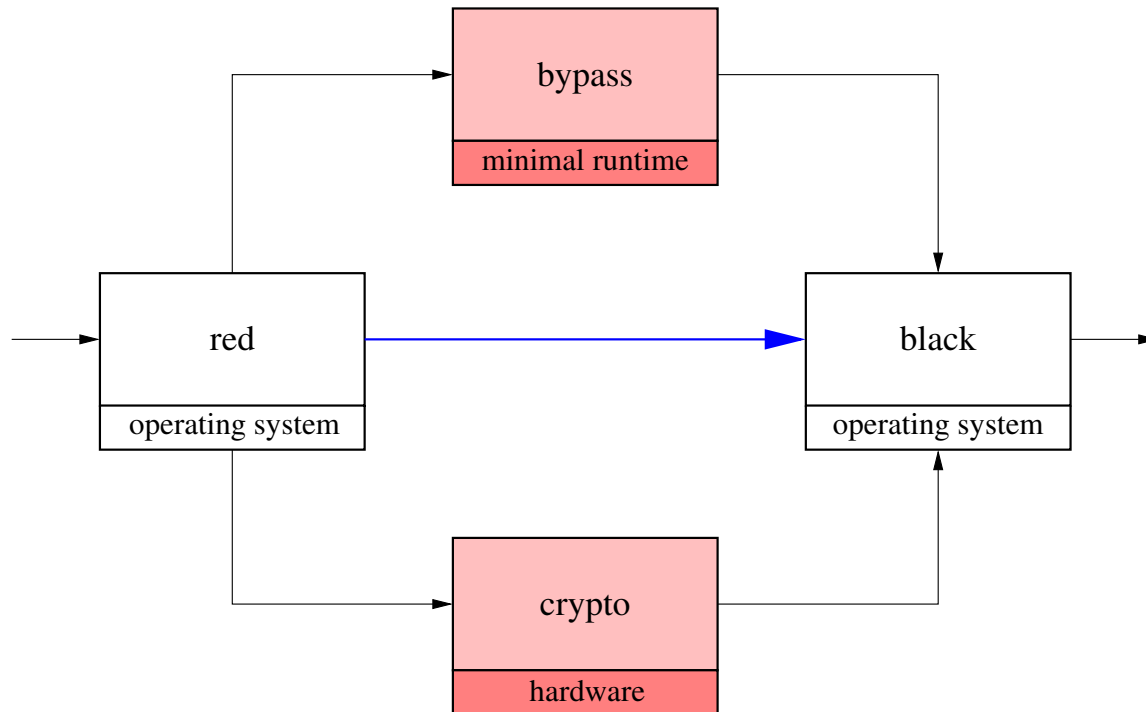 bypass
minimal runtime
red
operating system
black
operating system
crypto
hardware